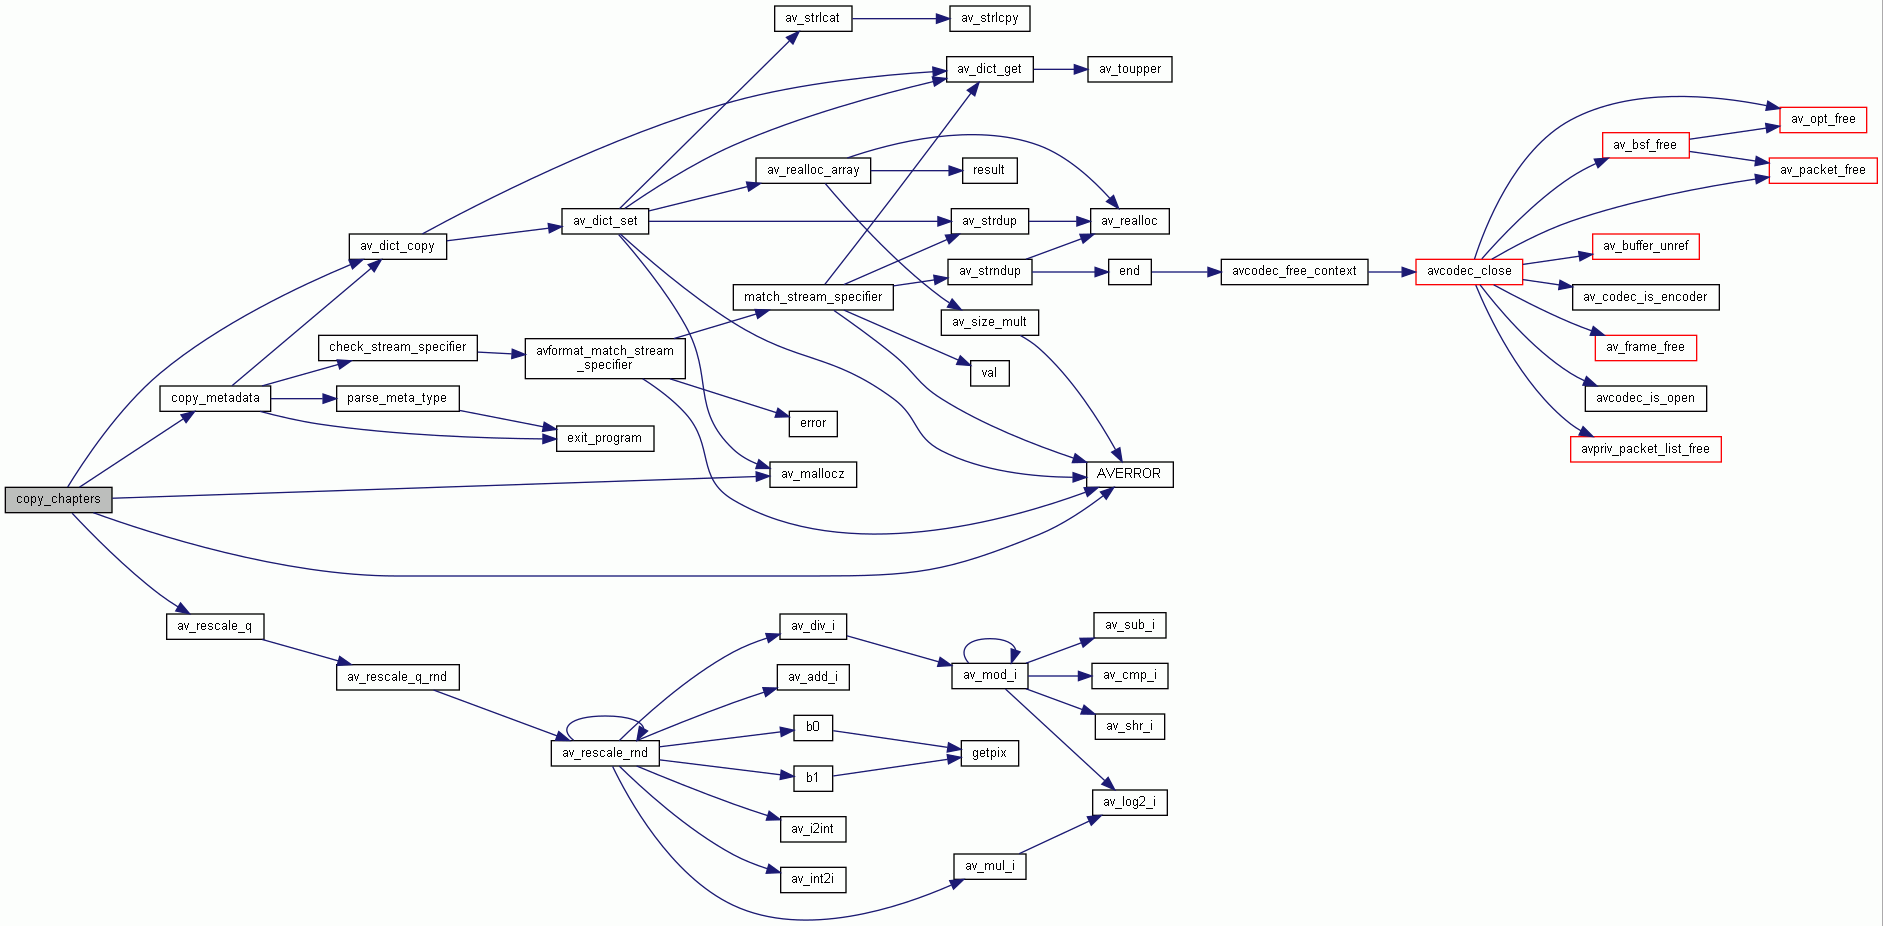 av_strlcat
av_strlcpy
av_dict_get
av_toupper
av_opt_free
av_bsf_free
av_realloc_array
result
av_packet_free
av_dict_set
av_strdup
av_realloc
av_dict_copy
av_buffer_unref
av_strndup
end
avcodec_free_context
avcodec_close
match_stream_specifier
av_codec_is_encoder
av_size_mult
check_stream_specifier
avformat_match_stream
_specifier
av_frame_free
val
copy_metadata
parse_meta_type
avcodec_is_open
error
exit_program
avpriv_packet_list_free
av_mallocz
AVERROR
copy_chapters
av_rescale_q
av_div_i
av_sub_i
av_rescale_q_rnd
av_add_i
av_mod_i
av_cmp_i
b0
av_shr_i
av_rescale_rnd
getpix
b1
av_log2_i
av_i2int
av_mul_i
av_int2i